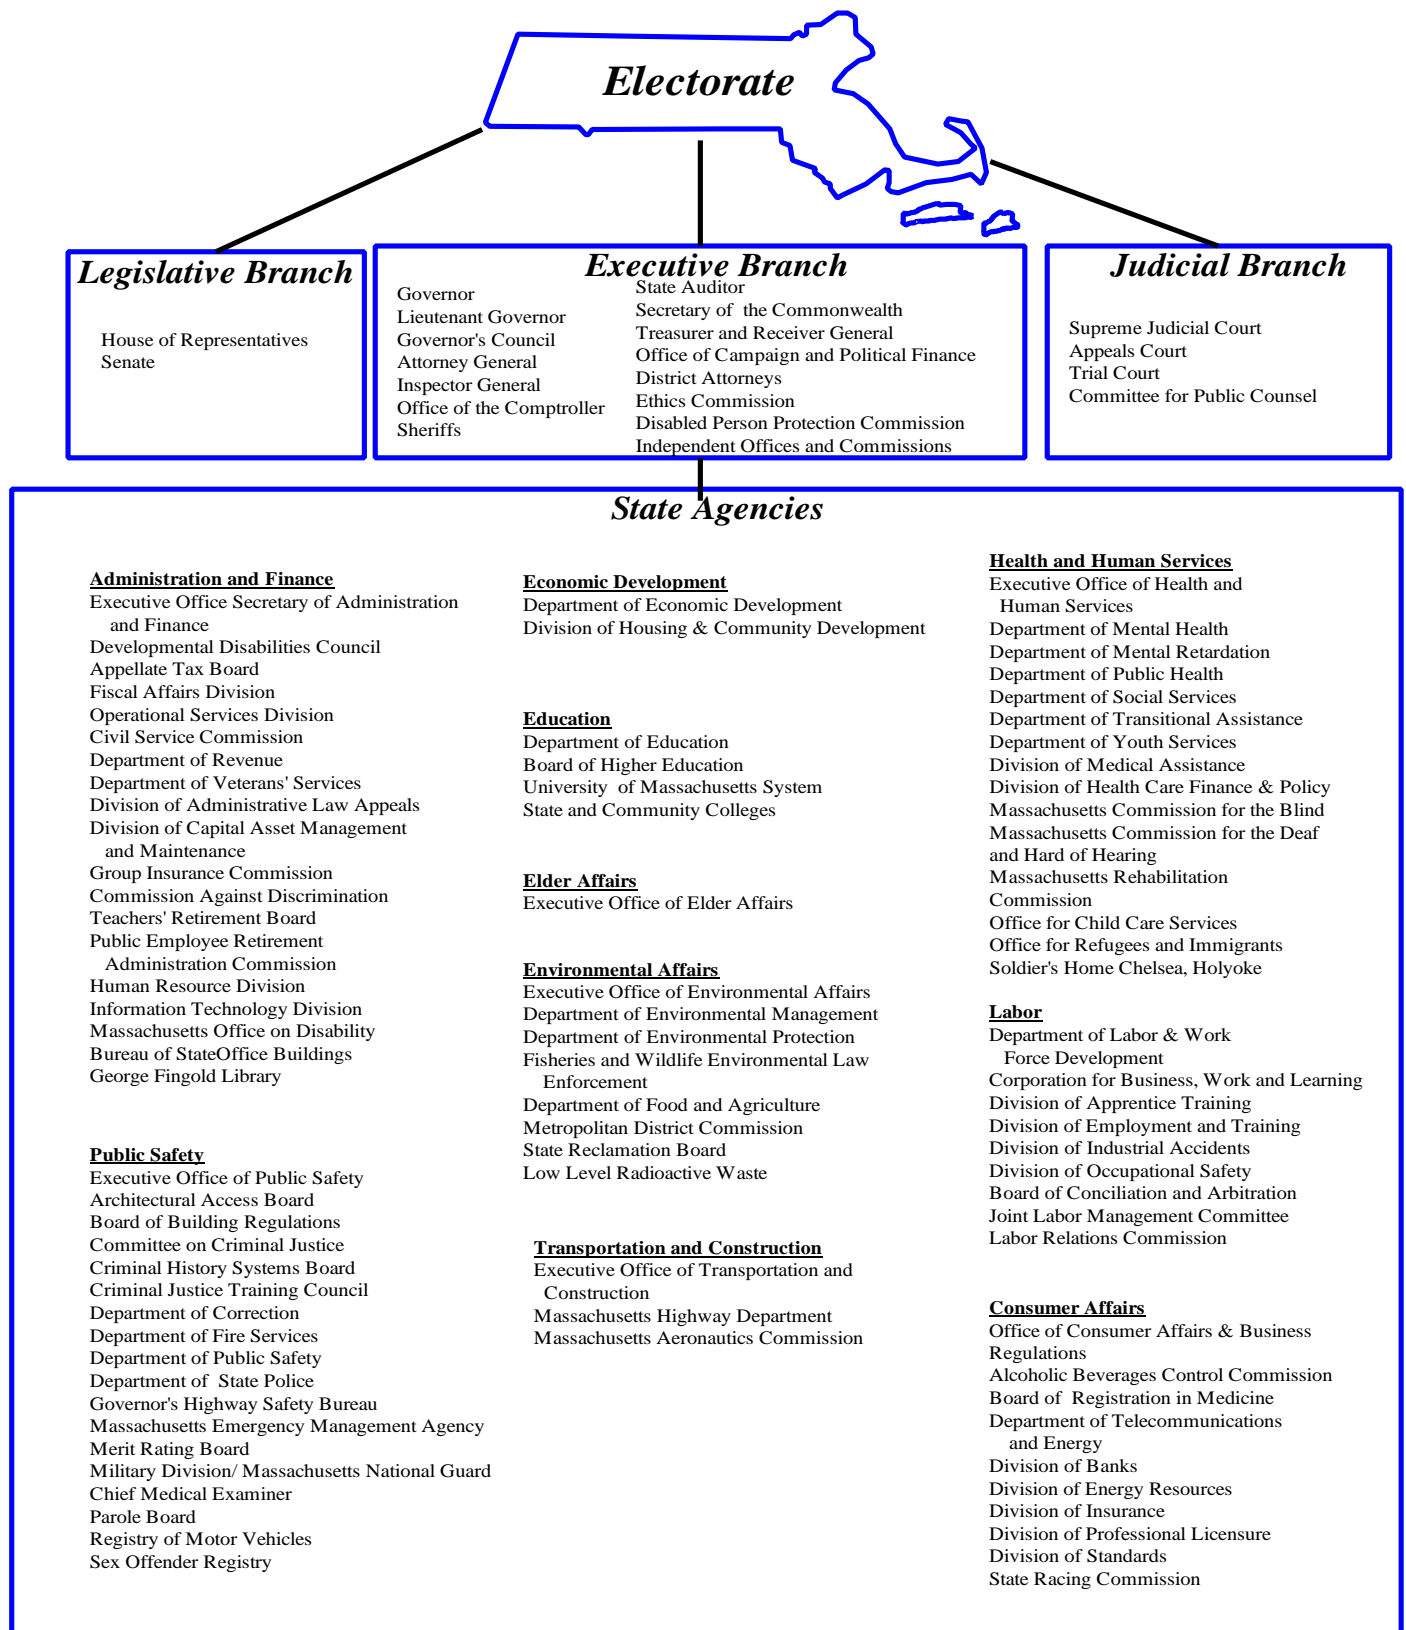 Electorate
Legislative Branch
House of Representatives
Senate
Executive Branch
Governor
Lieutenant Governor
Governor's Council
Attorney General
Inspector General
Office of the Comptroller
Sheriffs
State Auditor
Secretary of the Commonwealth
Treasurer and Receiver General
Office of Campaign and Political Finance
District Attorneys
Ethics Commission
Disabled Person Protection Commission
Independent Offices and Commissions
Judicial Branch
Supreme Judicial Court
Appeals Court
Trial Court
Committee for Public Counsel
State Agencies
Administration and Finance
Executive Office Secretary of Administration
and Finance
Developmental Disabilities Council
Appellate Tax Board
Fiscal Affairs Division
Operational Services Division
Civil Service Commission
Department of Revenue
Department of Veterans' Services
Division of Administrative Law Appeals
Division of Capital Asset Management
and Maintenance
Group Insurance Commission
Commission Against Discrimination
Teachers' Retirement Board
Public Employee Retirement
Administration Commission
Human Resource Division
Information Technology Division
Massachusetts Office on Disability
Bureau of StateOffice Buildings
George Fingold Library
Public Safety
Executive Office of Public Safety
Architectural Access Board
Board of Building Regulations
Committee on Criminal Justice
Criminal History Systems Board
Criminal Justice Training Council
Department of Correction
Department of Fire Services
Department of Public Safety
Department of State Police
Governor's Highway Safety Bureau
Massachusetts Emergency Management Agency
Merit Rating Board
Military Division/ Massachusetts National Guard
Chief Medical Examiner
Parole Board
Registry of Motor Vehicles
Sex Offender Registry
Economic Development
Department of Economic Development
Division of Housing & Community Development
Education
Department of Education
Board of Higher Education
University of Massachusetts System
State and Community Colleges
Elder Affairs
Executive Office of Elder Affairs
Environmental Affairs
Executive Office of Environmental Affairs
Department of Environmental Management
Department of Environmental Protection
Fisheries and Wildlife Environmental Law
Enforcement
Department of Food and Agriculture
Metropolitan District Commission
State Reclamation Board
Low Level Radioactive Waste
Transportation and Construction
Executive Office of Transportation and
Construction
Massachusetts Highway Department
Massachusetts Aeronautics Commission
Health and Human Services
Executive Office of Health and
Human Services
Department of Mental Health
Department of Mental Retardation
Department of Public Health
Department of Social Services
Department of Transitional Assistance
Department of Youth Services
Division of Medical Assistance
Division of Health Care Finance & Policy
Massachusetts Commission for the Blind
Massachusetts Commission for the Deaf
and Hard of Hearing
Massachusetts Rehabilitation
Commission
Office for Child Care Services
Office for Refugees and Immigrants
Soldier's Home Chelsea, Holyoke
Labor
Department of Labor & Work
Force Development
Corporation for Business, Work and Learning
Division of Apprentice Training
Division of Employment and Training
Division of Industrial Accidents
Division of Occupational Safety
Board of Conciliation and Arbitration
Joint Labor Management Committee
Labor Relations Commission
Consumer Affairs
Office of Consumer Affairs & Business
Regulations
Alcoholic Beverages Control Commission
Board of Registration in Medicine
Department of Telecommunications
and Energy
Division of Banks
Division of Energy Resources
Division of Insurance
Division of Professional Licensure
Division of Standards
State Racing Commission